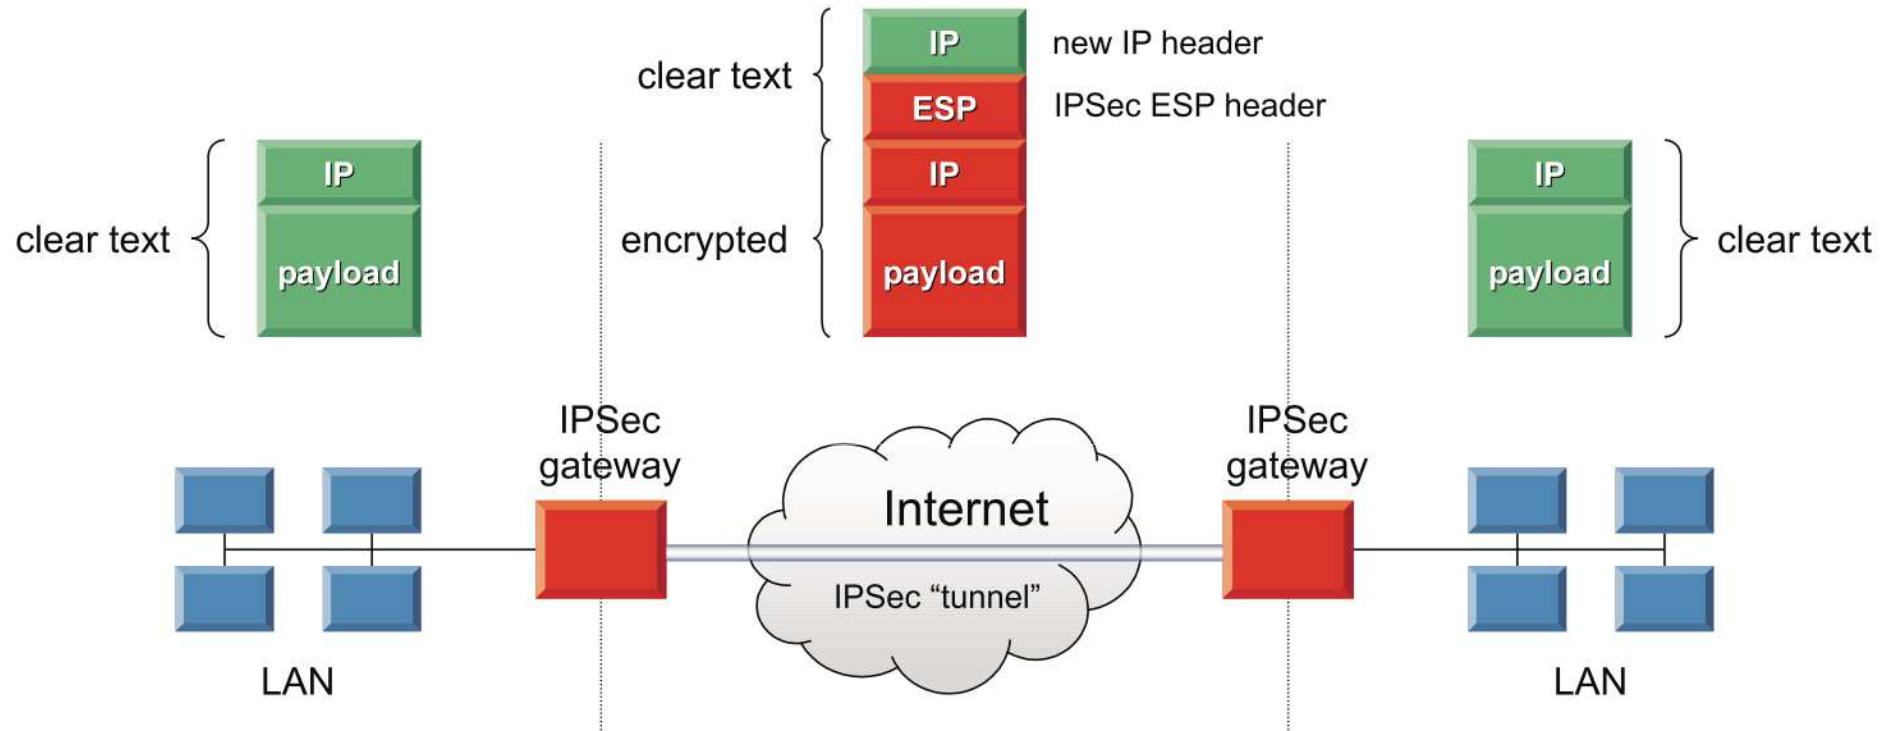 IP
new IP header
clear text
ESP
IPSec ESP header
IP
IP
IP
clear text
payload
encrypted
payload
payload
clear text
IPSec
gateway
IPSec
gateway
Internet
IPSec “tunnel”
LAN
LAN